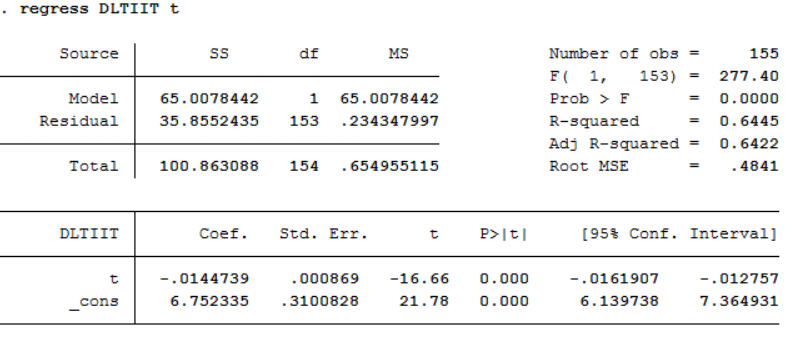 . regress DLTIIT t
Source SS df MS Number of obs = 155
F( 1, 153) = 277.40
Model 65.0078442 1 65.0078442 Prob > F = 0.0000
Residual 35.8552435 153 .234347997 R-squared = 0.6445
Adj R-squared = 0.6422
Total 100.863088 154 .654955115 Root MSE = .4841
DLTIIT Coef. Std. Err. t P>|t| [95% Conf. Interval]
t -.0144739 .000869 -16.66 0.000 -.0161907 -.012757
_cons 6.752335 .3100828 21.78 0.000 6.139738 7.364931